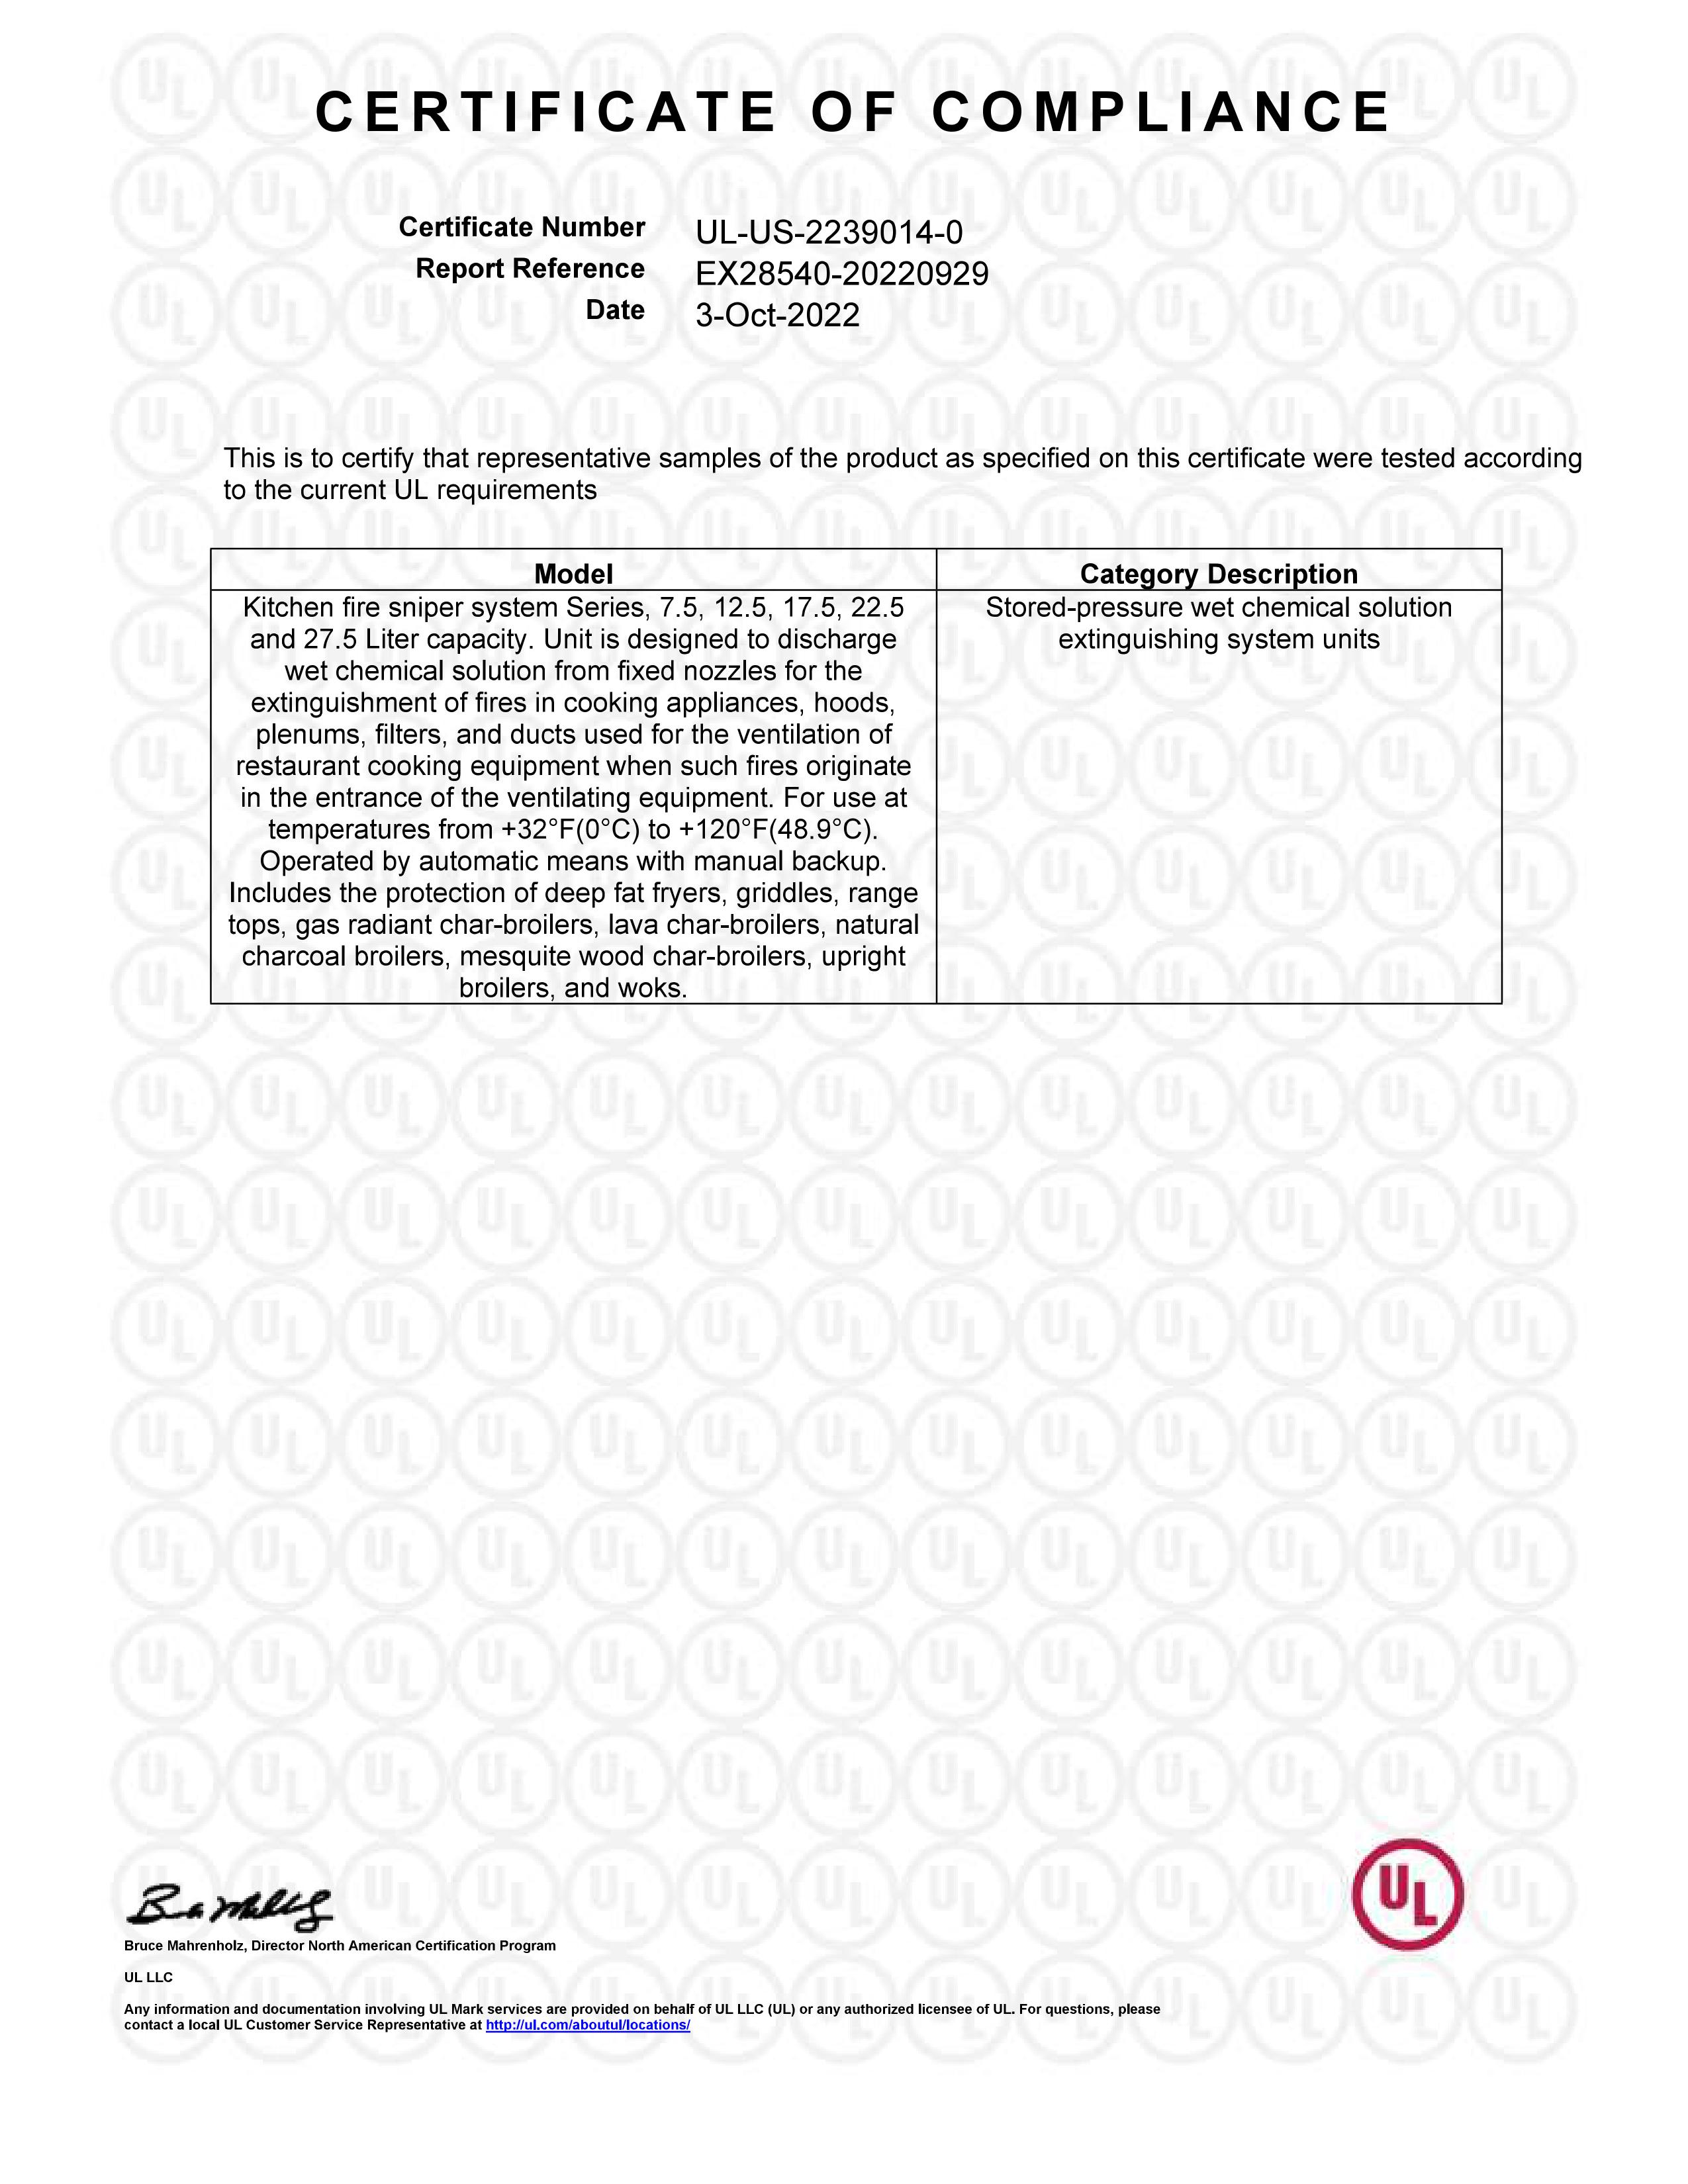 CERTIFICATE OF COMPLIANCE
Certificate Number UL-US-2239014-0
Report Reference EX28540-20220929
Date 3-Oct-2022
This is to certify that representative samples of the product as specified on this certificate were tested according
to the current UL requirements
Model Category Description
Kitchen fire sniper system Series, 7.5, 12.5, 17.5, 22.5
and 27.5 Liter capacity. Unit is designed to discharge
wet chemical solution from fixed nozzles for the
extinguishment of fires in cooking appliances, hoods,
plenums, filters, and ducts used for the ventilation of
restaurant cooking equipment when such fires originate
in the entrance of the ventilating equipment. For use at
temperatures from +32°F(0°C) to +120°F(48.9°C).
Operated by automatic means with manual backup.
Includes the protection of deep fat fryers, griddles, range
tops, gas radiant char-broilers, lava char-broilers, natural
charcoal broilers, mesquite wood char-broilers, upright
broilers, and woks.
Stored-pressure wet chemical solution
extinguishing system units
UL
Bruce Mahrenholz, Director North American Certification Program
UL LLC
Any information and documentation involving UL Mark services are provided on behalf of UL LLC (UL) or any authorized licensee of UL. For questions, please
contact a local UL Customer Service Representative at http://ul.com/aboutul/locations/